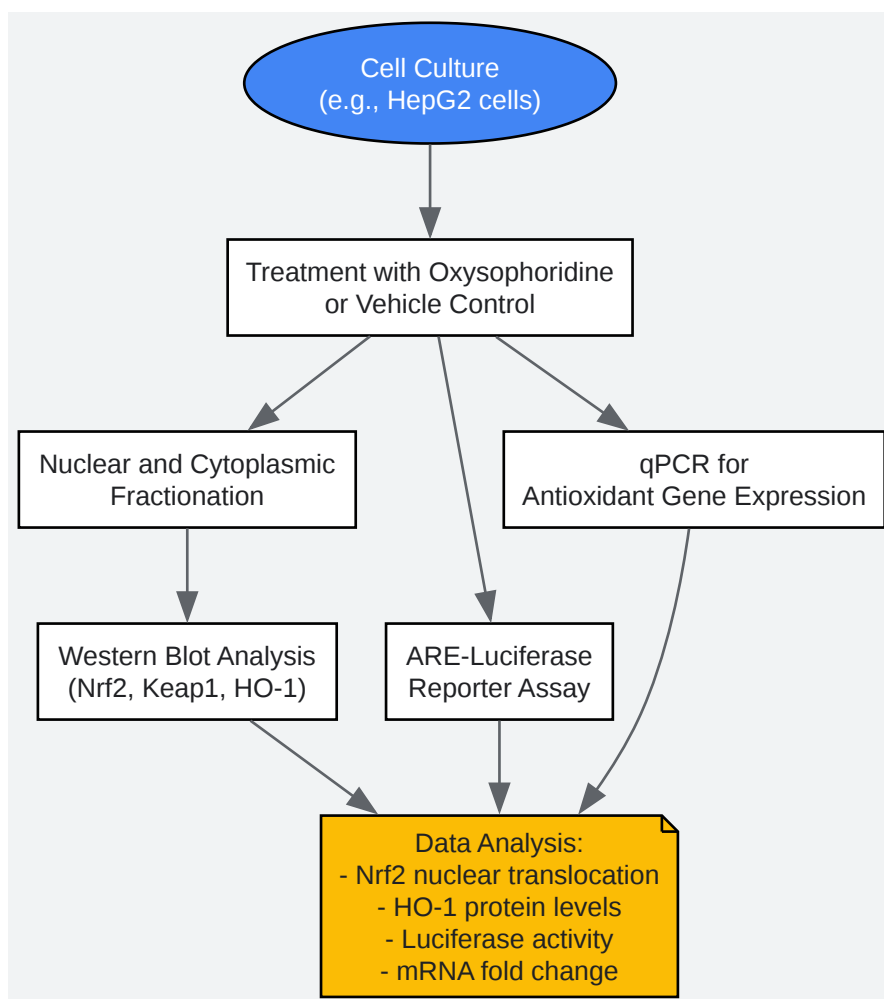 Cell Culture
(e.g., HepG2 cells)
Treatment with Oxysophoridine
or Vehicle Control
Nuclear and Cytoplasmic
Fractionation
qPCR for
Antioxidant Gene Expression
Western Blot Analysis
(Nrf2, Keap1, HO-1)
ARE-Luciferase
Reporter Assay
Data Analysis:
- Nrf2 nuclear translocation
- HO-1 protein levels
- Luciferase activity
- mRNA fold change